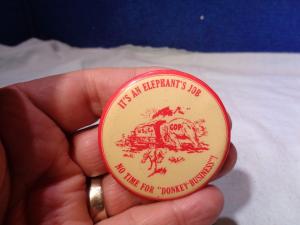 IT'S AN ELEPHANT'S JOB
GOP
NO TIME FOR "DONKEY BUSINESS"!